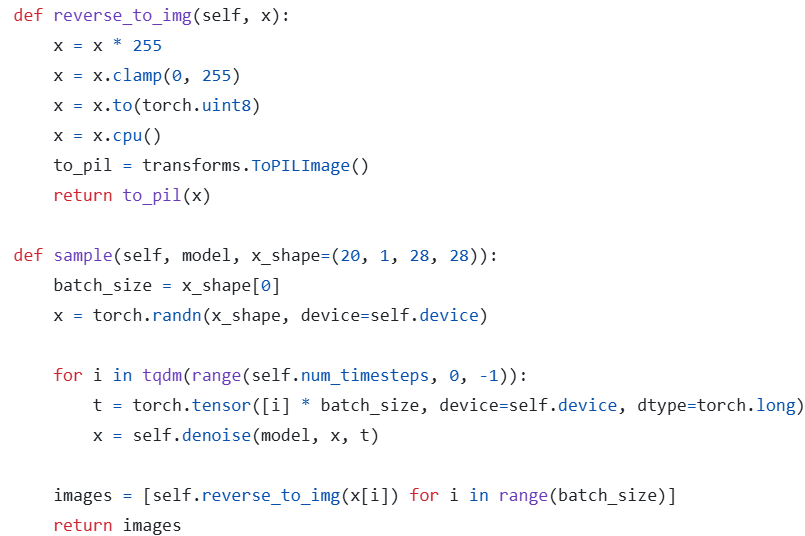 def reverse_to_img(self, x):
    x = x * 255
    x = x.clamp(0, 255)
    x = x.to(torch.uint8)
    x = x.cpu()
    to_pil = transforms.ToPILImage()
    return to_pil(x)

def sample(self, model, x_shape=(20, 1, 28, 28)):
    batch_size = x_shape[0]
    x = torch.randn(x_shape, device=self.device)

    for i in tqdm(range(self.num_timesteps, 0, -1)):
        t = torch.tensor([i] * batch_size, device=self.device, dtype=torch.long)
        x = self.denoise(model, x, t)

    images = [self.reverse_to_img(x[i]) for i in range(batch_size)]
    return images